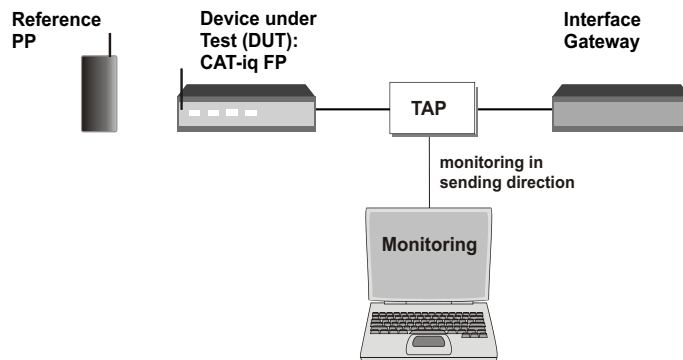 Reference
PP
Device under
Test (DUT):
CAT-iq FP
Interface
Gateway
TAP
monitoring in
sending direction
Monitoring